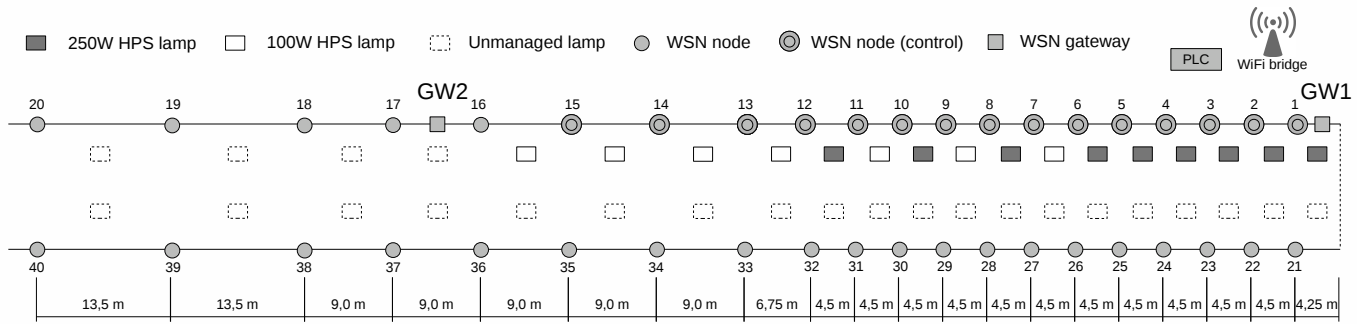 250W HPS lamp 100W HPS lamp Unmanaged lamp WSN node WSN node (control) WSN gateway PLC WiFi bridge
GW2 GW1
20 19 18 17 16 15 14 13 12 11 10 9 8 7 6 5 4 3 2 1
40 39 38 37 36 35 34 33 32 31 30 29 28 27 26 25 24 23 22 21
13,5 m 13,5 m 9,0 m 9,0 m 9,0 m 9,0 m 9,0 m 6,75 m 4,5 m 4,5 m 4,5 m 4,5 m 4,5 m 4,5 m 4,5 m 4,5 m 4,5 m 4,5 m 4,5 m 4,25 m